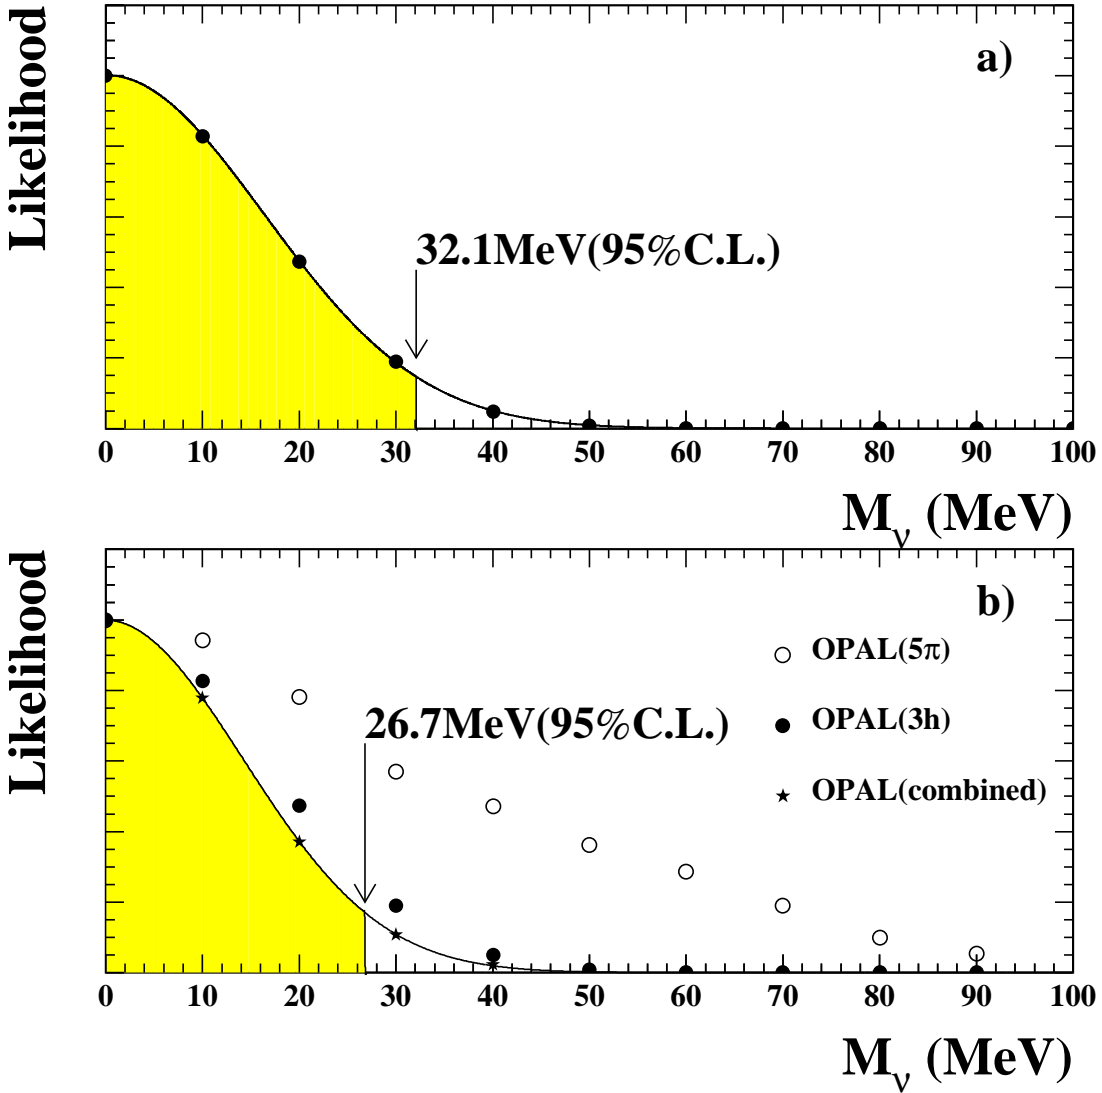 Likelihood
a)
32.1MeV(95%C.L.)
0 10 20 30 40 50 60 70 80 90 100
Mν (MeV)
Likelihood
b)
OPAL(5π)
OPAL(3h)
26.7MeV(95%C.L.)
OPAL(combined)
0 10 20 30 40 50 60 70 80 90 100
Mν (MeV)